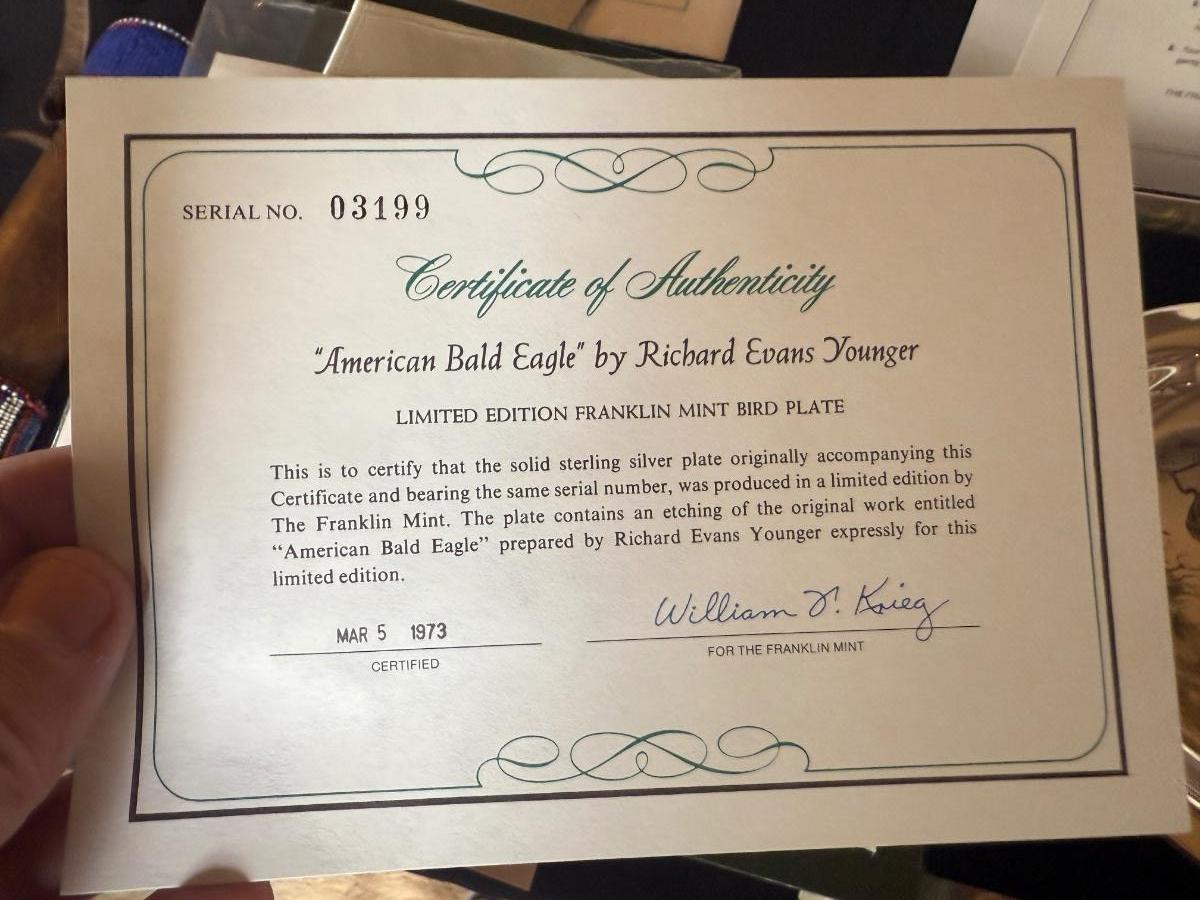 SERIAL NO. 03199
Certificate of Authenticity
"American Bald Eagle" by Richard Evans Younger
LIMITED EDITION FRANKLIN MINT BIRD PLATE
This is to certify that the solid sterling silver plate originally accompanying this
Certificate and bearing the same serial number, was produced in a limited edition by
The Franklin Mint. The plate contains an etching of the original work entitled
“American Bald Eagle” prepared by Richard Evans Younger expressly for this
limited edition.
William T. Krieg
MAR 5 1973
CERTIFIED
FOR THE FRANKLIN MINT